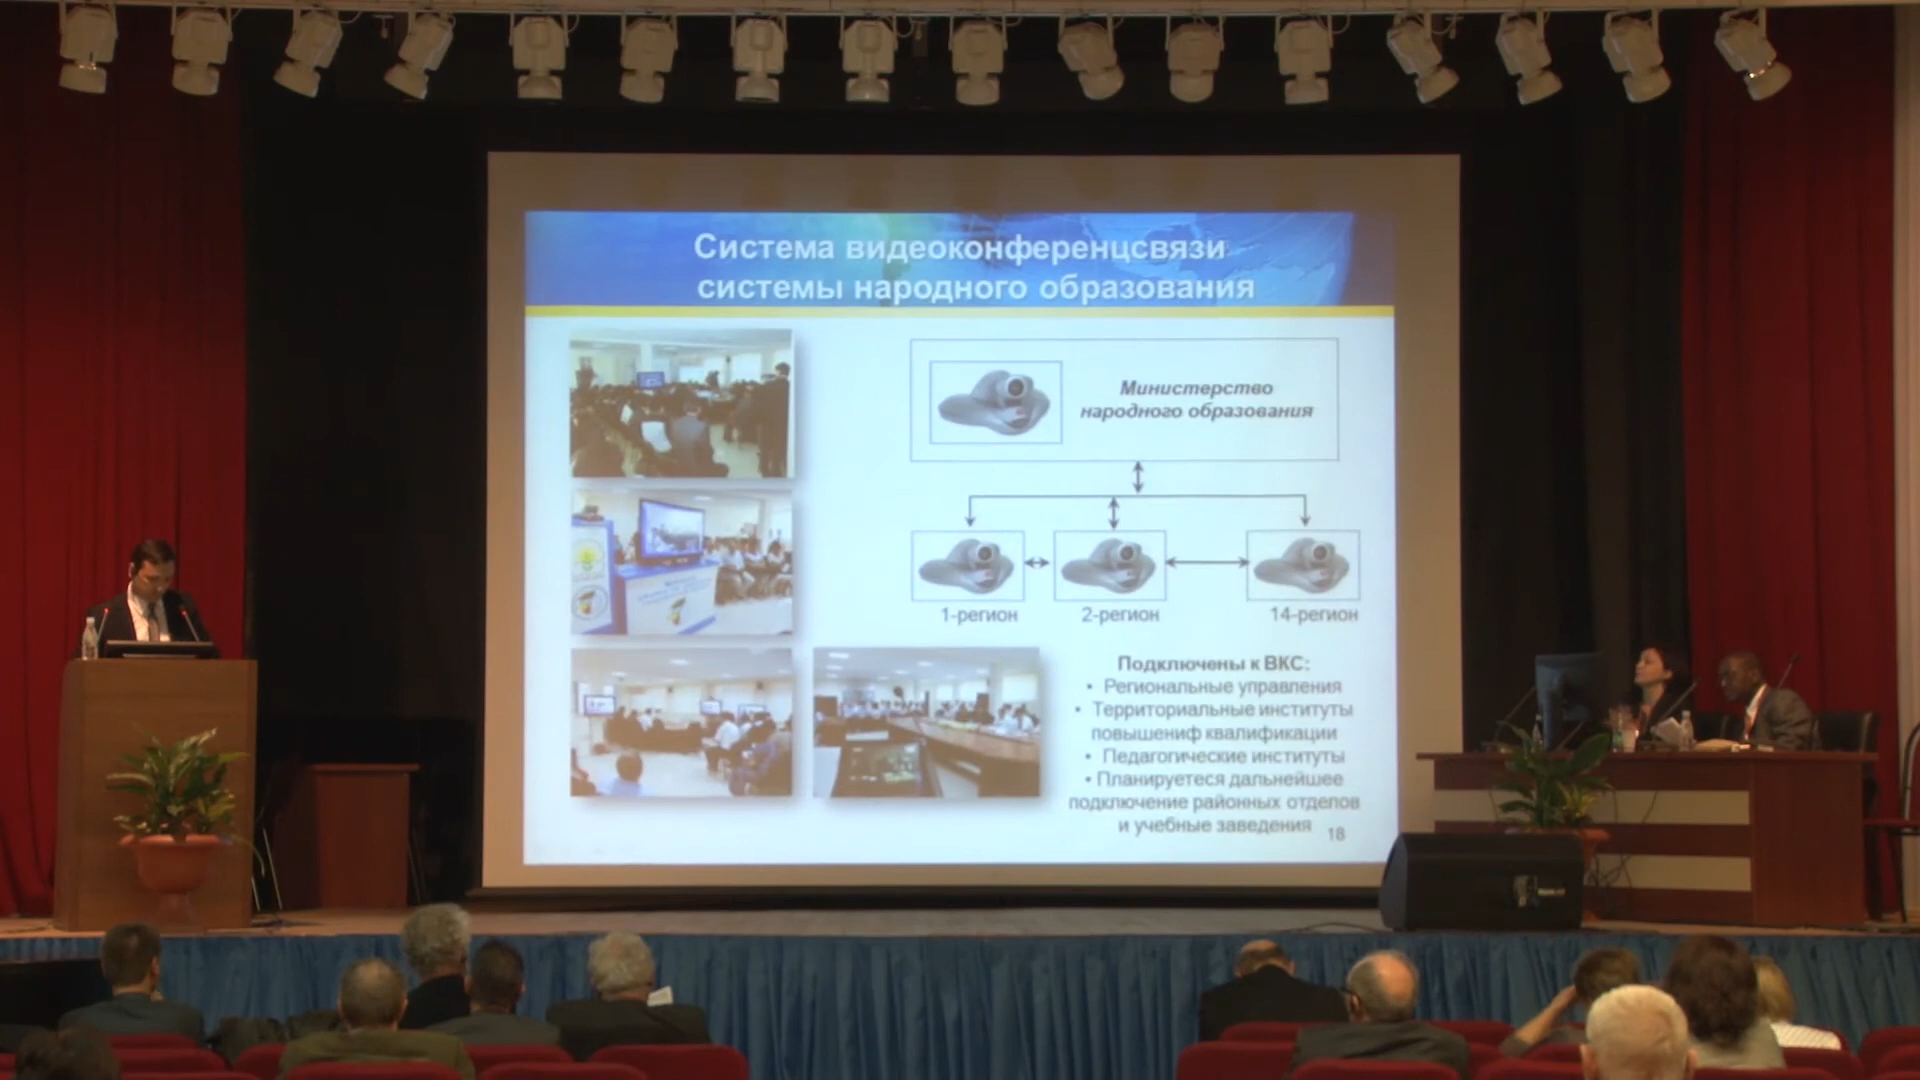 Система видеоконференцсвязи
системы народного образования
Министерство
народного образования
1-регион
2-регион
14-регион
Подключены к ВКС:
• Региональные управления
• Территориальные институты
повышениф квалификации
• Педагогические институты
• Планируетеся дальнейшее
подключение районных отделов
и учебные заведения
18